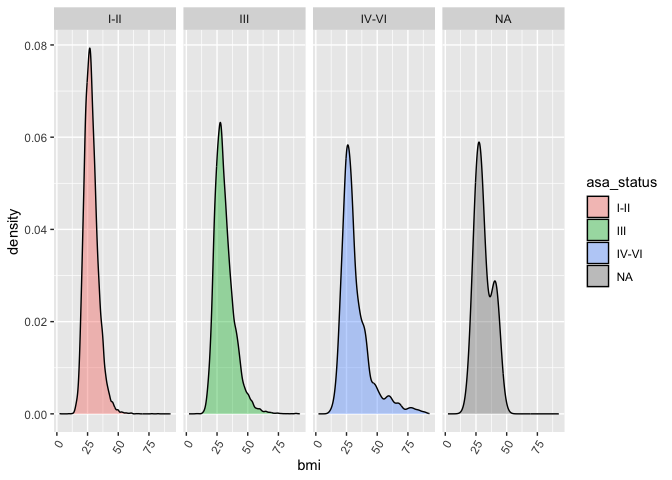 I-II III IV-VI NA
0.08
0.06
0.04
0.02
0.00
density
0 25 50 75 0 25 50 75 0 25 50 75 0 25 50 75
bmi
asa_status
I-II
III
IV-VI
NA